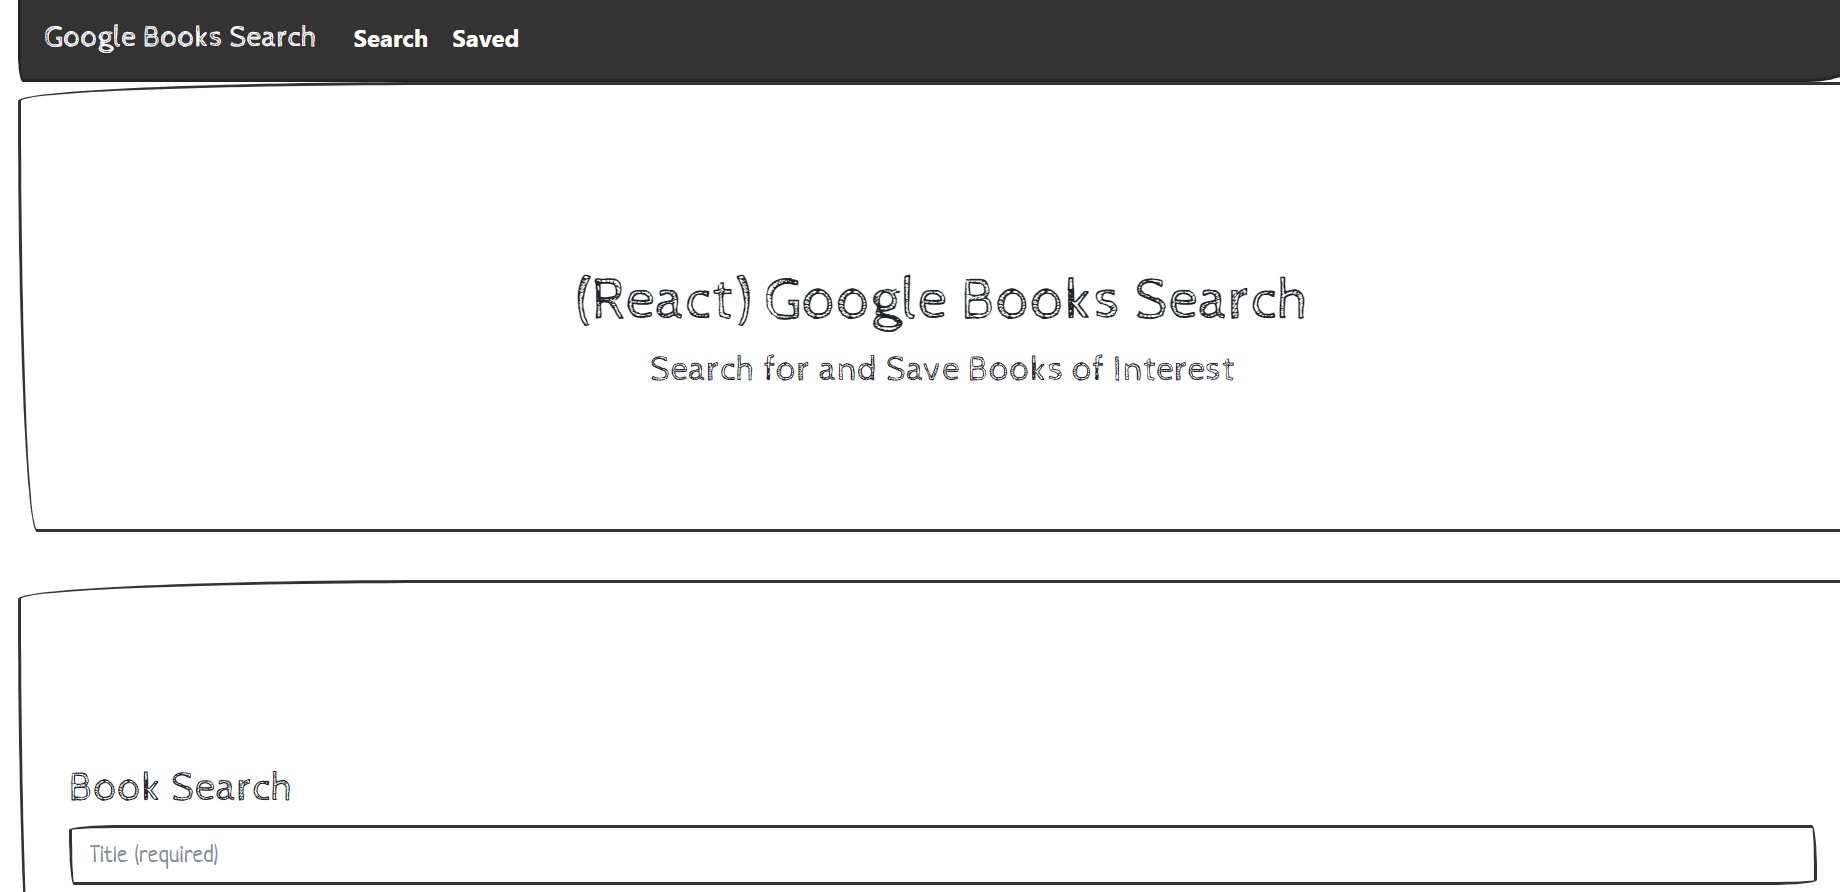 Google Books Search Search Saved
(React) Google Books Search
Search for and Save Books of Interest
Book Search
Title (required)